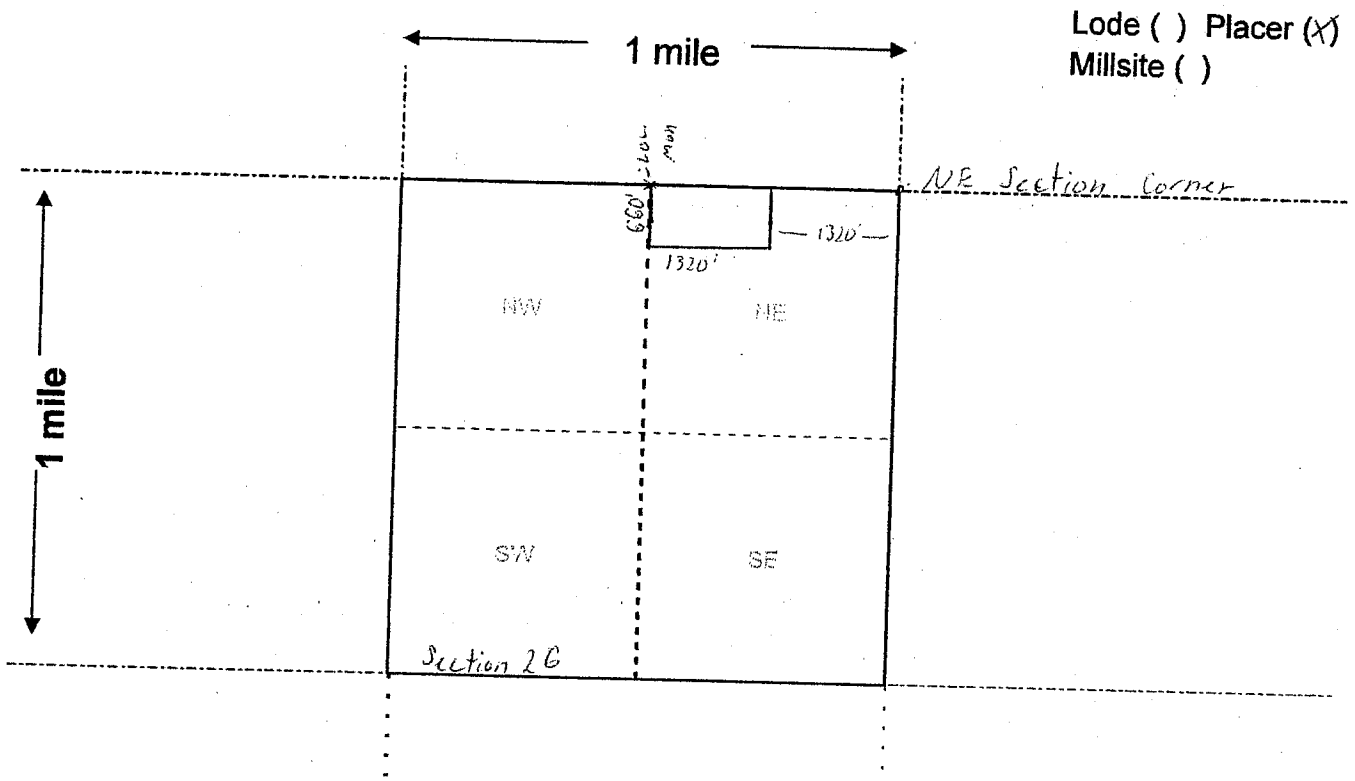 Lode ( ) Placer (X)
Millsite ( )
1 mile
Mon
NE Section Corner
660'
1320'
1320'
NW
NE
1 mile
SW
SE
Section 26